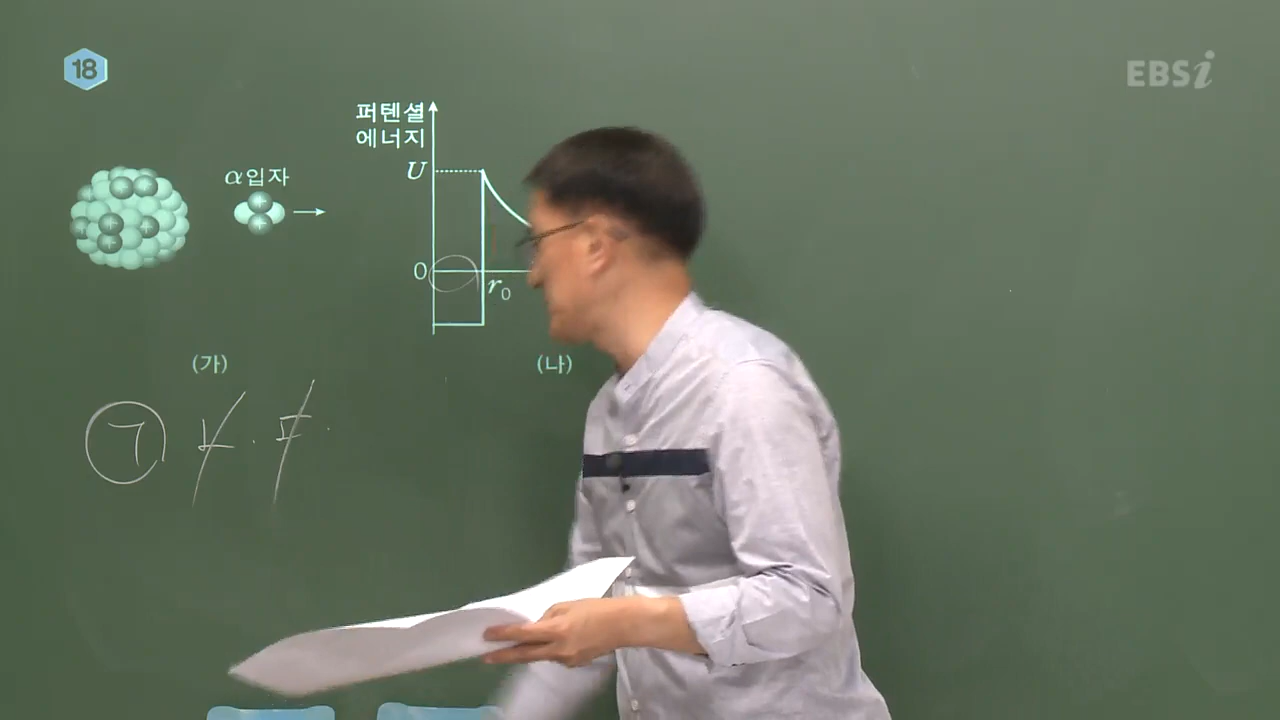 18
EBSi
퍼텐셜
에너지
U
α입자
0
r₀
(가)
(나)
ㄱ ㄴ . ㄷ .